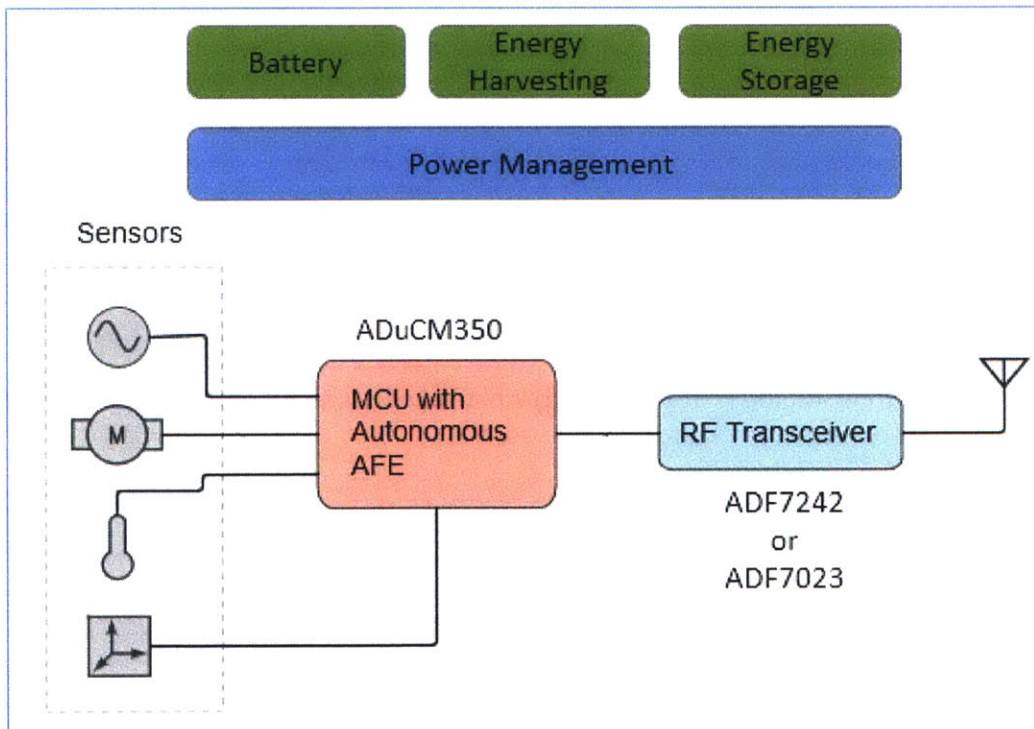 Battery
Energy
Harvesting
Energy
Storage
Power Management
Sensors
ADuCM350
MCU with
Autonomous
AFE
M
RF Transceiver
ADF7242
or
ADF7023